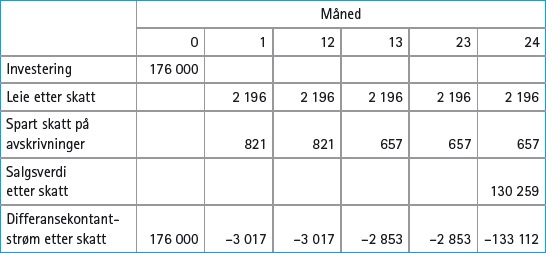 Måned
0 1 12 13 23 24
Investering 176 000
Leie etter skatt 2 196 2 196 2 196 2 196 2 196
Spart skatt på
avskrivninger 821 821 657 657 657
Salgsverdi
etter skatt 130 259
Differansekontant-
strøm etter skatt 176 000 –3 017 –3 017 –2 853 –2 853 –133 112